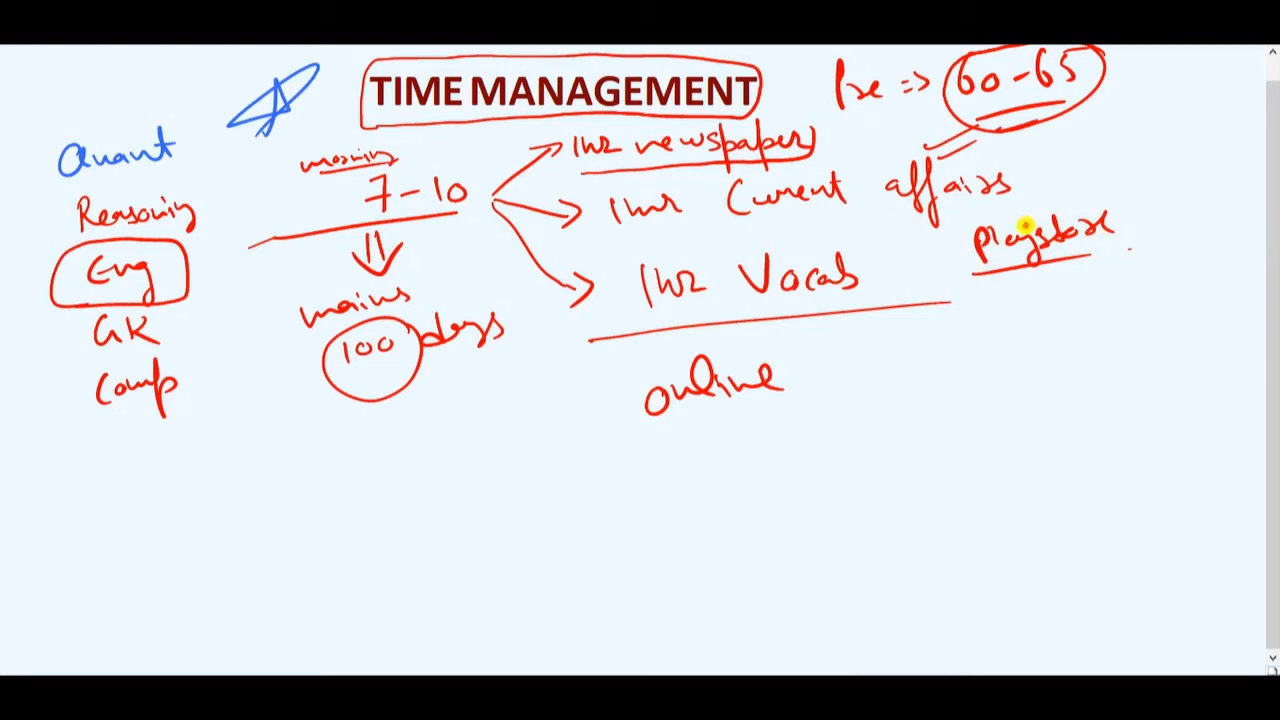 TIME MANAGEMENT
Pre => 60-65
Quant
Reasoning
Eng
GK
Comp
morning
7-10
mains
100 days
1hr newspaper
1hr Current affairs
1hr Vocab
online
Playstore